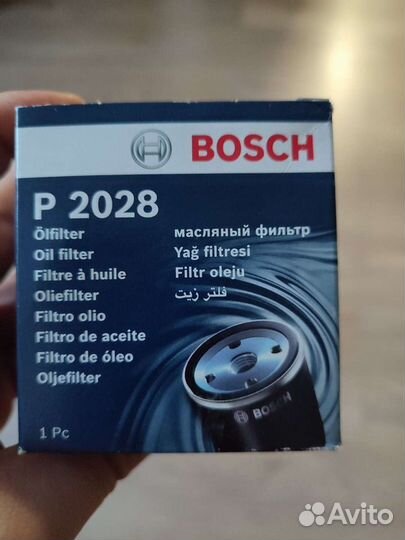 BOSCH
P 2028
Ölfilter
Oil filter
Filtre à huile
Oliefilter
Filtro olio
Filtro de aceite
Filtro de óleo
Oljefilter
масляный фильтр
Yağ filtresi
Filtr oleju
فلتر زيت
BOSCH
1 Pc
Avito